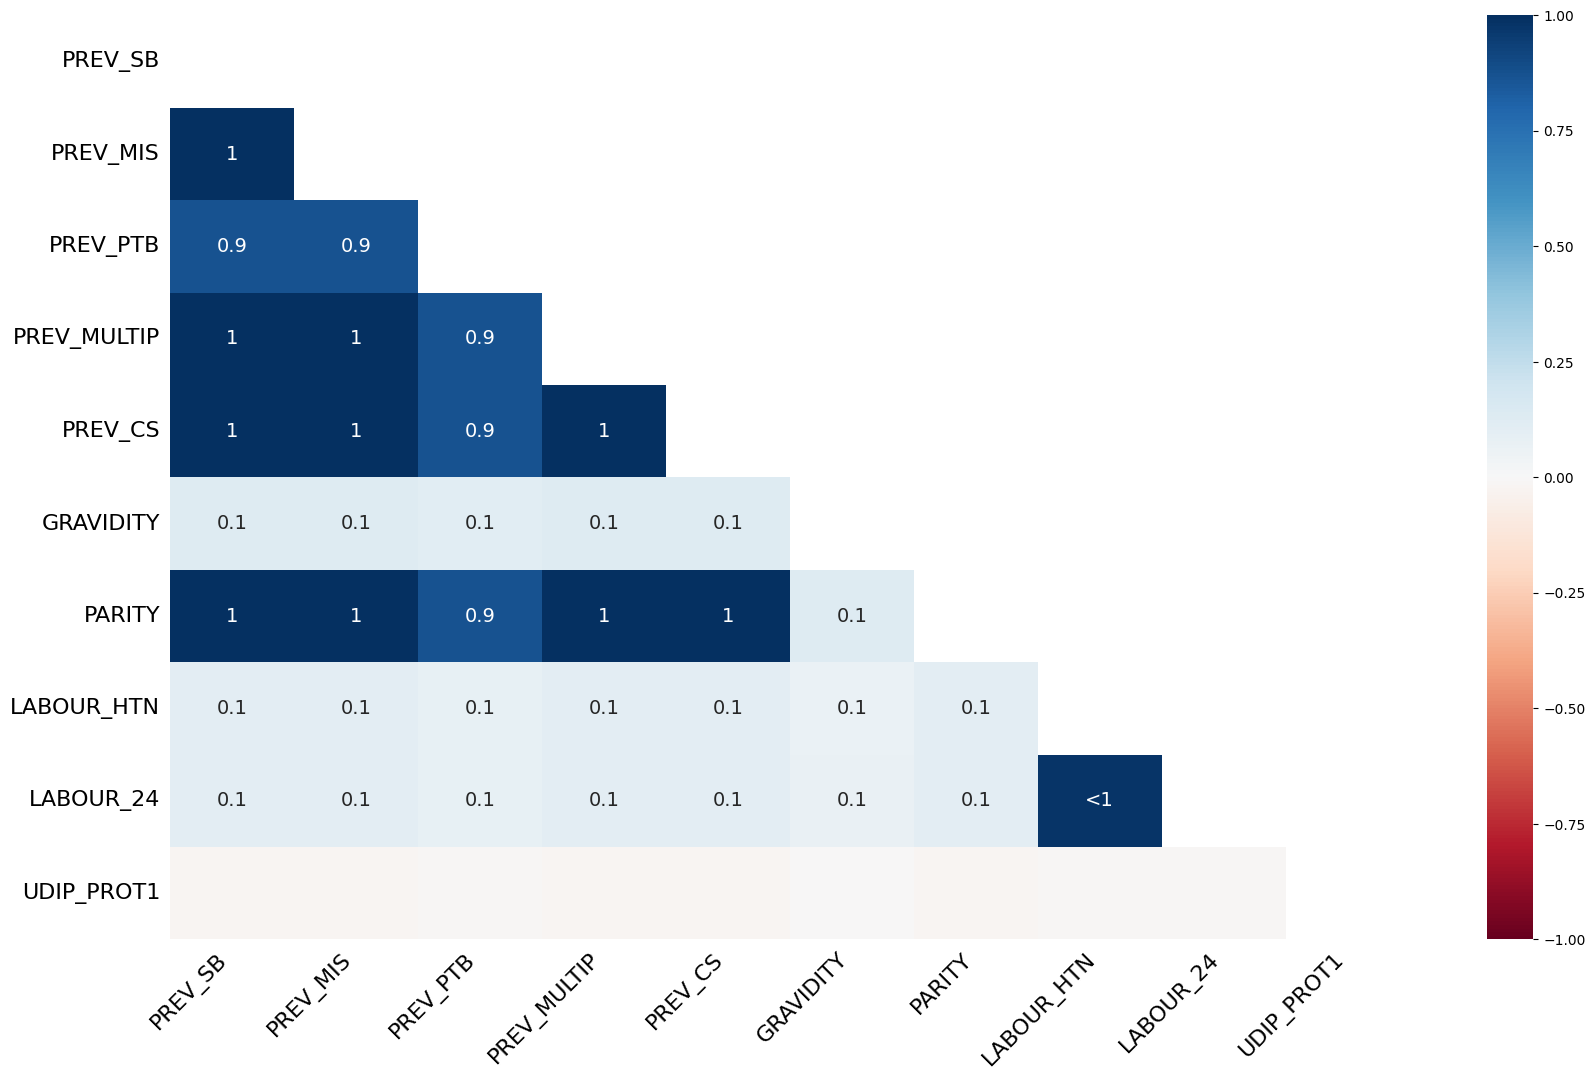 PREV_SB
PREV_MIS 1
PREV_PTB 0.9 0.9
PREV_MULTIP 1 1 0.9
PREV_CS 1 1 0.9 1
GRAVIDITY 0.1 0.1 0.1 0.1 0.1
PARITY 1 1 0.9 1 1 0.1
LABOUR_HTN 0.1 0.1 0.1 0.1 0.1 0.1 0.1
LABOUR_24 0.1 0.1 0.1 0.1 0.1 0.1 0.1 <1
UDIP_PROT1
PREV_SB PREV_MIS PREV_PTB PREV_MULTIP PREV_CS GRAVIDITY PARITY LABOUR_HTN LABOUR_24 UDIP_PROT1
1.00
0.75
0.50
0.25
0.00
−0.25
−0.50
−0.75
−1.00